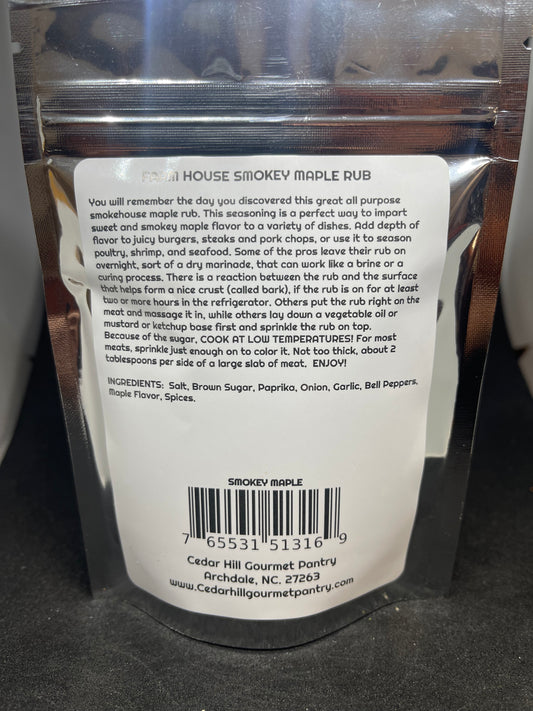 FARM HOUSE SMOKEY MAPLE RUB
You will remember the day you discovered this great all purpose
smokehouse maple rub. This seasoning is a perfect way to impart
sweet and smokey maple flavor to a variety of dishes. Add depth of
flavor to juicy burgers, steaks and pork chops, or use it to season
poultry, shrimp, and seafood. Some of the pros leave their rub on
overnight, sort of a dry marinade, that can work like a brine or a
curing process. There is a reaction between the rub and the surface
that helps form a nice crust (called bark), if the rub is on for at least
two or more hours in the refrigerator. Others put the rub right on the
meat and massage it in, while others lay down a vegetable oil or
mustard or ketchup base first and sprinkle the rub on top.
Because of the sugar, COOK AT LOW TEMPERATURES! For most
meats, sprinkle just enough on to color it. Not too thick, about 2
tablespoons per side of a large slab of meat. ENJOY!
INGREDIENTS: Salt, Brown Sugar, Paprika, Onion, Garlic, Bell Peppers,
Maple Flavor, Spices.
SMOKEY MAPLE
7 65531 51316 9
Cedar Hill Gourmet Pantry
Archdale, NC. 27263
www.Cedarhillgourmetpantry.com